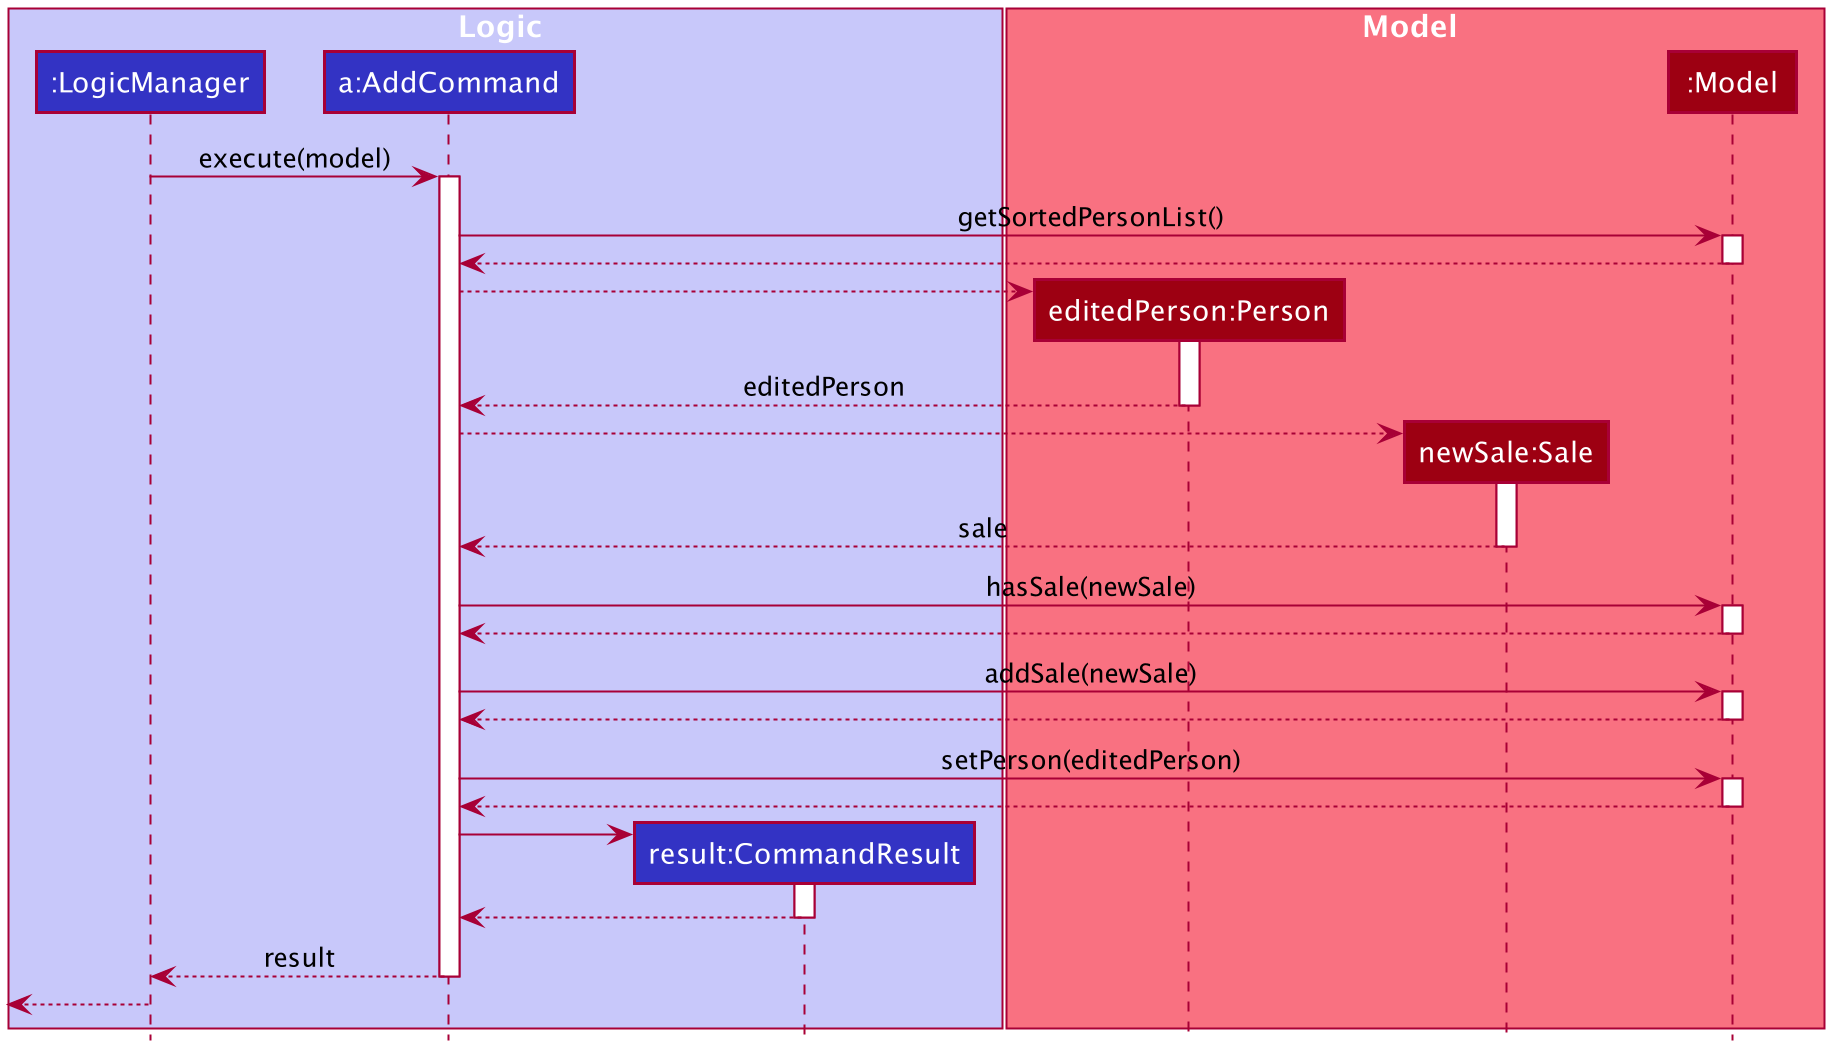 Logic
Model
:LogicManager
a:AddCommand
:Model
execute(model)
getSortedPersonList()
editedPerson:Person
editedPerson
newSale:Sale
sale
hasSale(newSale)
addSale(newSale)
setPerson(editedPerson)
result:CommandResult
result